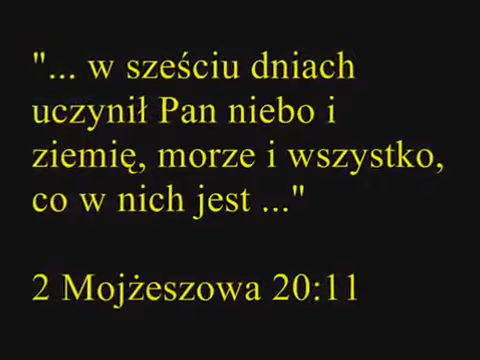 "... w sześciu dniach
uczynił Pan niebo i
ziemię, morze i wszystko,
co w nich jest ..."
2 Mojżeszowa 20:11